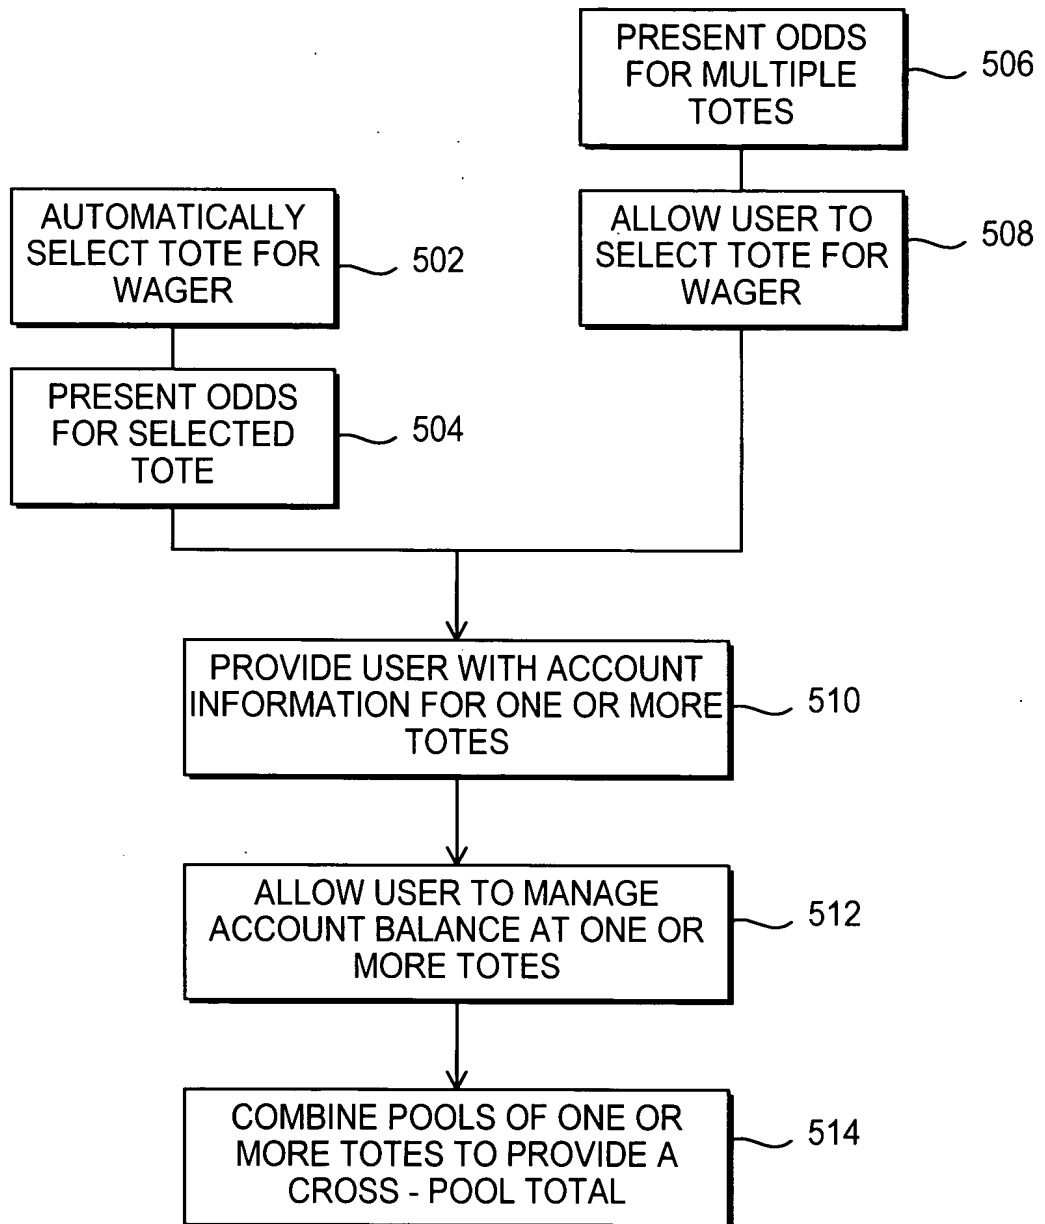 PRESENT ODDS
FOR MULTIPLE
TOTES
506
AUTOMATICALLY
SELECT TOTE FOR
WAGER
502
ALLOW USER TO
SELECT TOTE FOR
WAGER
508
PRESENT ODDS
FOR SELECTED
TOTE
504
PROVIDE USER WITH ACCOUNT
INFORMATION FOR ONE OR MORE
TOTES
510
ALLOW USER TO MANAGE
ACCOUNT BALANCE AT ONE OR
MORE TOTES
512
COMBINE POOLS OF ONE OR
MORE TOTES TO PROVIDE A
CROSS - POOL TOTAL
514